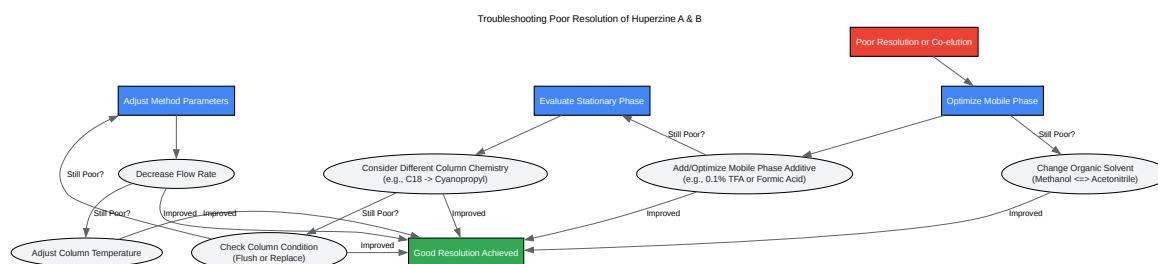 Troubleshooting Poor Resolution of Huperzine A & B
Poor Resolution or Co-elution
Adjust Method Parameters
Evaluate Stationary Phase
Optimize Mobile Phase
Still Poor?
Still Poor?
Decrease Flow Rate
Consider Different Column Chemistry
(e.g., C18 -> Cyanopropyl)
Add/Optimize Mobile Phase Additive
(e.g., 0.1% TFA or Formic Acid)
Change Organic Solvent
(Methanol <=> Acetonitrile)
Still Poor?
Still Poor?
Improved
Improved
Still Poor?
Improved
Improved
Improved
Adjust Column Temperature
Check Column Condition
(Flush or Replace)
Improved
Good Resolution Achieved